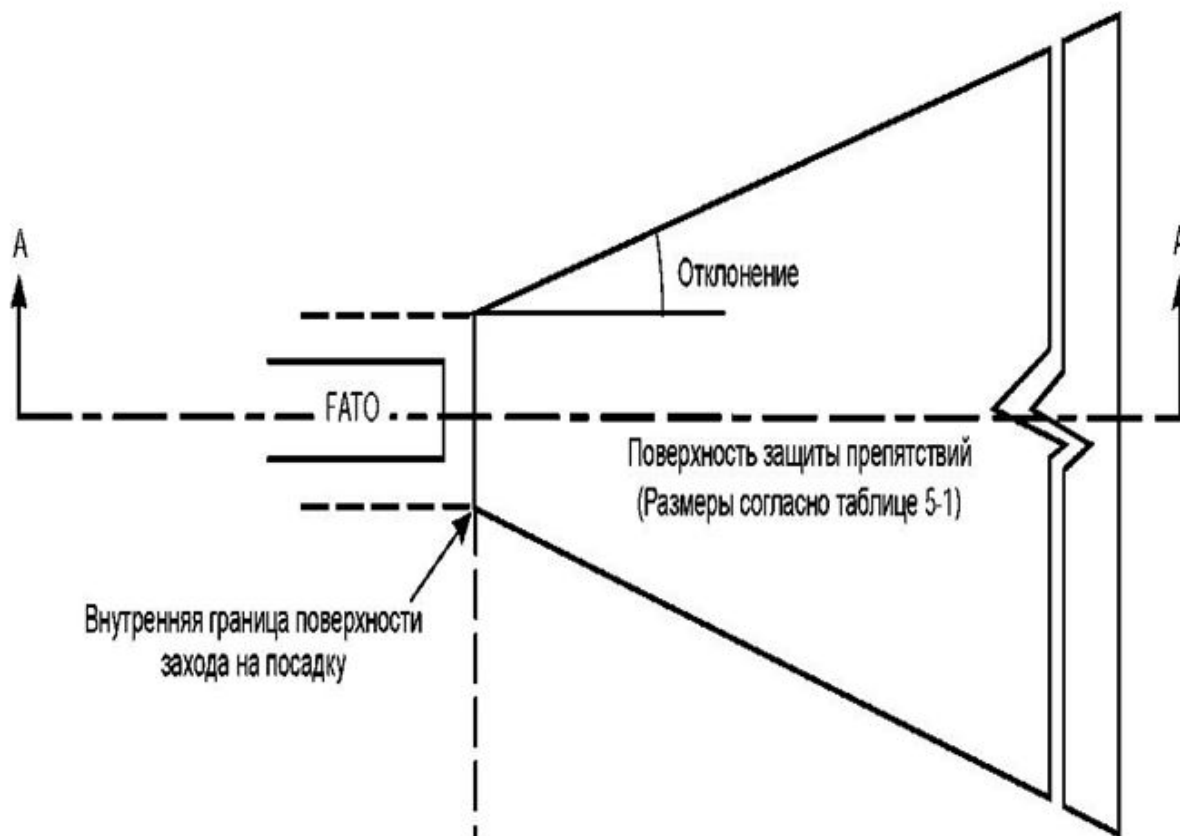 A
A
Отклонение
FATO
Поверхность защиты препятствий
(Размеры согласно таблице 5-1)
Внутренняя граница поверхности
захода на посадку